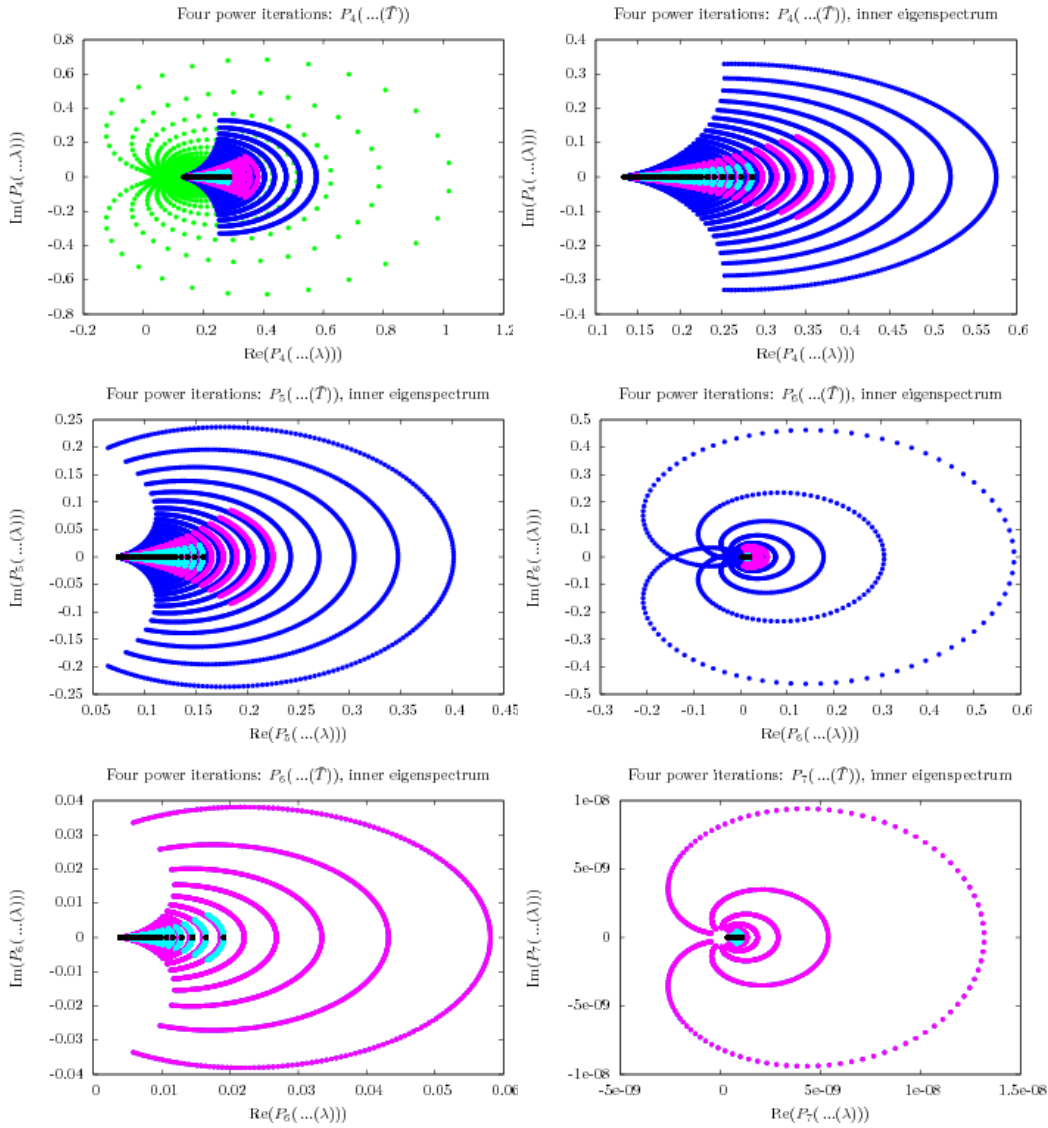 Four power iterations: P₄( ...(T̂)) Four power iterations: P₄( ...(T̂)), inner eigenspectrum
0.8
0.6
0.4
0.2
0
-0.2
-0.4
-0.6
-0.8
Im(P₄(...λ)))
-0.2 0 0.2 0.4 0.6 0.8 1 1.2
Re(P₄( ...(λ)))
0.4
0.3
0.2
0.1
0
-0.1
-0.2
-0.3
-0.4
Im(P₄(...(λ)))
0.1 0.15 0.2 0.25 0.3 0.35 0.4 0.45 0.5 0.55 0.6
Re(P₄( ...(λ)))
Four power iterations: P₅( ...(T̂)), inner eigenspectrum
0.25
0.2
0.15
0.1
0.05
0
-0.05
-0.1
-0.15
-0.2
-0.25
Im(P₅(...(λ)))
0.05 0.1 0.15 0.2 0.25 0.3 0.35 0.4 0.45
Re(P₅( ...(λ)))
Four power iterations: P₆( ...(T̂)), inner eigenspectrum
0.5
0.4
0.3
0.2
0.1
0
-0.1
-0.2
-0.3
-0.4
-0.5
Im(P₆(...(λ)))
-0.3 -0.2 -0.1 0 0.1 0.2 0.3 0.4 0.5 0.6
Re(P₆( ...(λ)))
Four power iterations: P₆( ...(T̂)), inner eigenspectrum
0.04
0.03
0.02
0.01
0
-0.01
-0.02
-0.03
-0.04
Im(P₆(...(λ)))
0 0.01 0.02 0.03 0.04 0.05 0.06
Re(P₆( ...(λ)))
Four power iterations: P₇( ...(T̂)), inner eigenspectrum
1e-08
5e-09
0
-5e-09
-1e-08
Im(P₇(...(λ)))
-5e-09 0 5e-09 1e-08 1.5e-08
Re(P₇( ...(λ)))